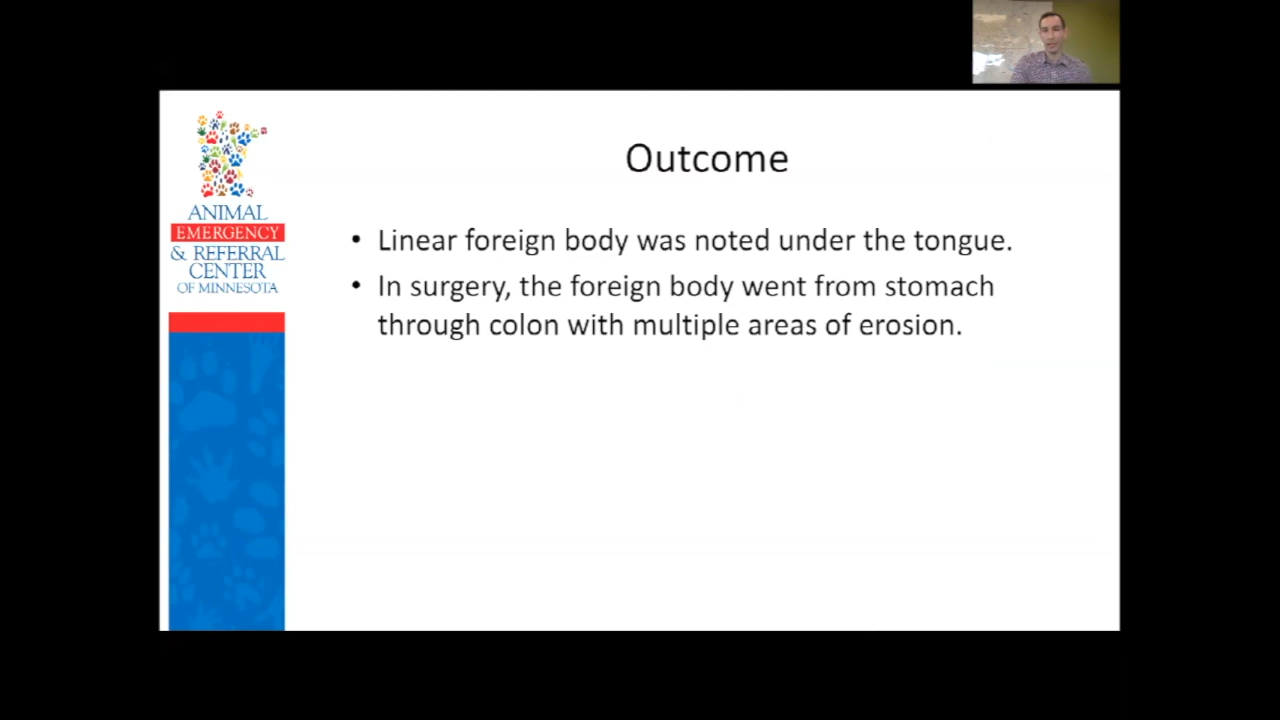 ANIMAL
EMERGENCY
& REFERRAL
CENTER
OF MINNESOTA
Outcome
• Linear foreign body was noted under the tongue.
• In surgery, the foreign body went from stomach
through colon with multiple areas of erosion.